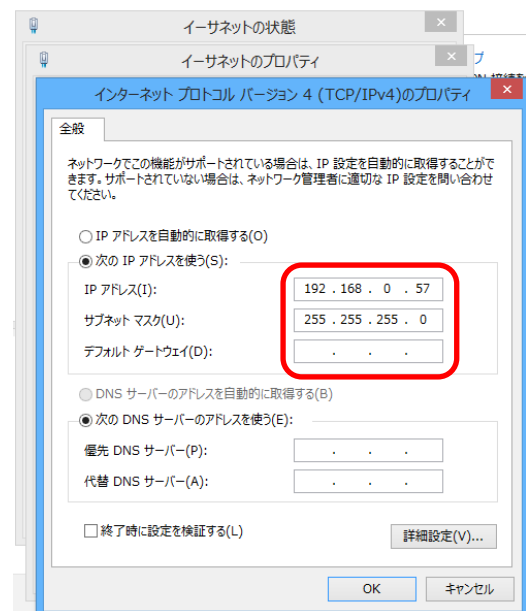 イーサネットの状態
イーサネットのプロパティ
インターネット プロトコル バージョン 4 (TCP/IPv4)のプロパティ
全般
ネットワークでこの機能がサポートされている場合は、IP 設定を自動的に取得することがで
きます。サポートされていない場合は、ネットワーク管理者に適切な IP 設定を問い合わせ
てください。
IP アドレスを自動的に取得する(O)
次の IP アドレスを使う(S):
IP アドレス(I): 192 . 168 . 0 . 57
サブネット マスク(U): 255 . 255 . 255 . 0
デフォルト ゲートウェイ(D): . . .
DNS サーバーのアドレスを自動的に取得する(B)
次の DNS サーバーのアドレスを使う(E):
優先 DNS サーバー(P): . . .
代替 DNS サーバー(A): . . .
終了時に設定を検証する(L)
詳細設定(V)...
OK キャンセル